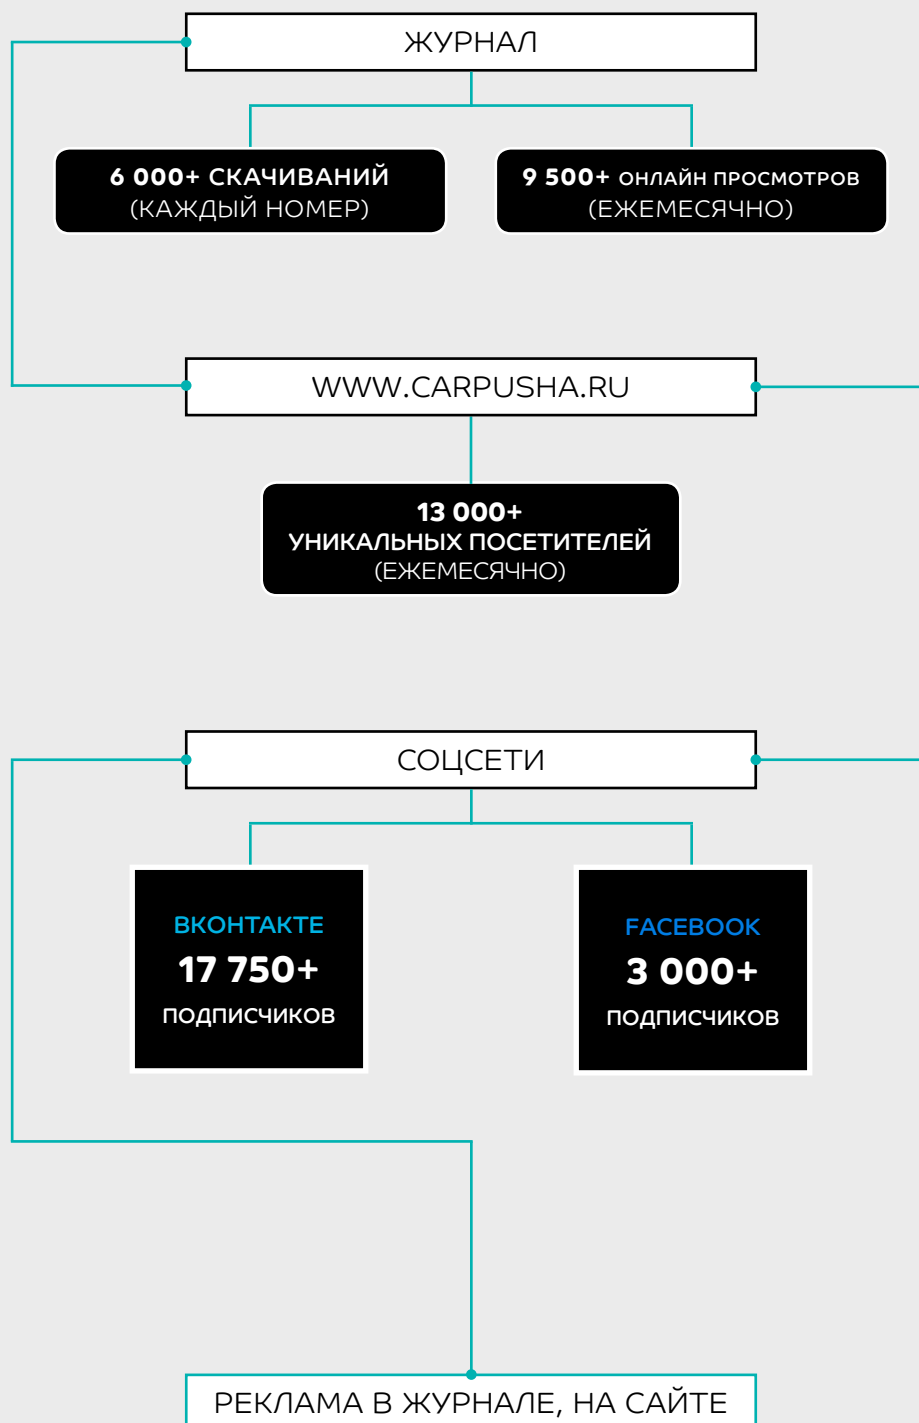 ЖУРНАЛ
6 000+ СКАЧИВАНИЙ
(КАЖДЫЙ НОМЕР)
9 500+ ОНЛАЙН ПРОСМОТРОВ
(ЕЖЕМЕСЯЧНО)
WWW.CARPUSHA.RU
13 000+
УНИКАЛЬНЫХ ПОСЕТИТЕЛЕЙ
(ЕЖЕМЕСЯЧНО)
СОЦСЕТИ
ВКОНТАКТЕ
17 750+
ПОДПИСЧИКОВ
FACEBOOK
3 000+
ПОДПИСЧИКОВ
РЕКЛАМА В ЖУРНАЛЕ, НА САЙТЕ